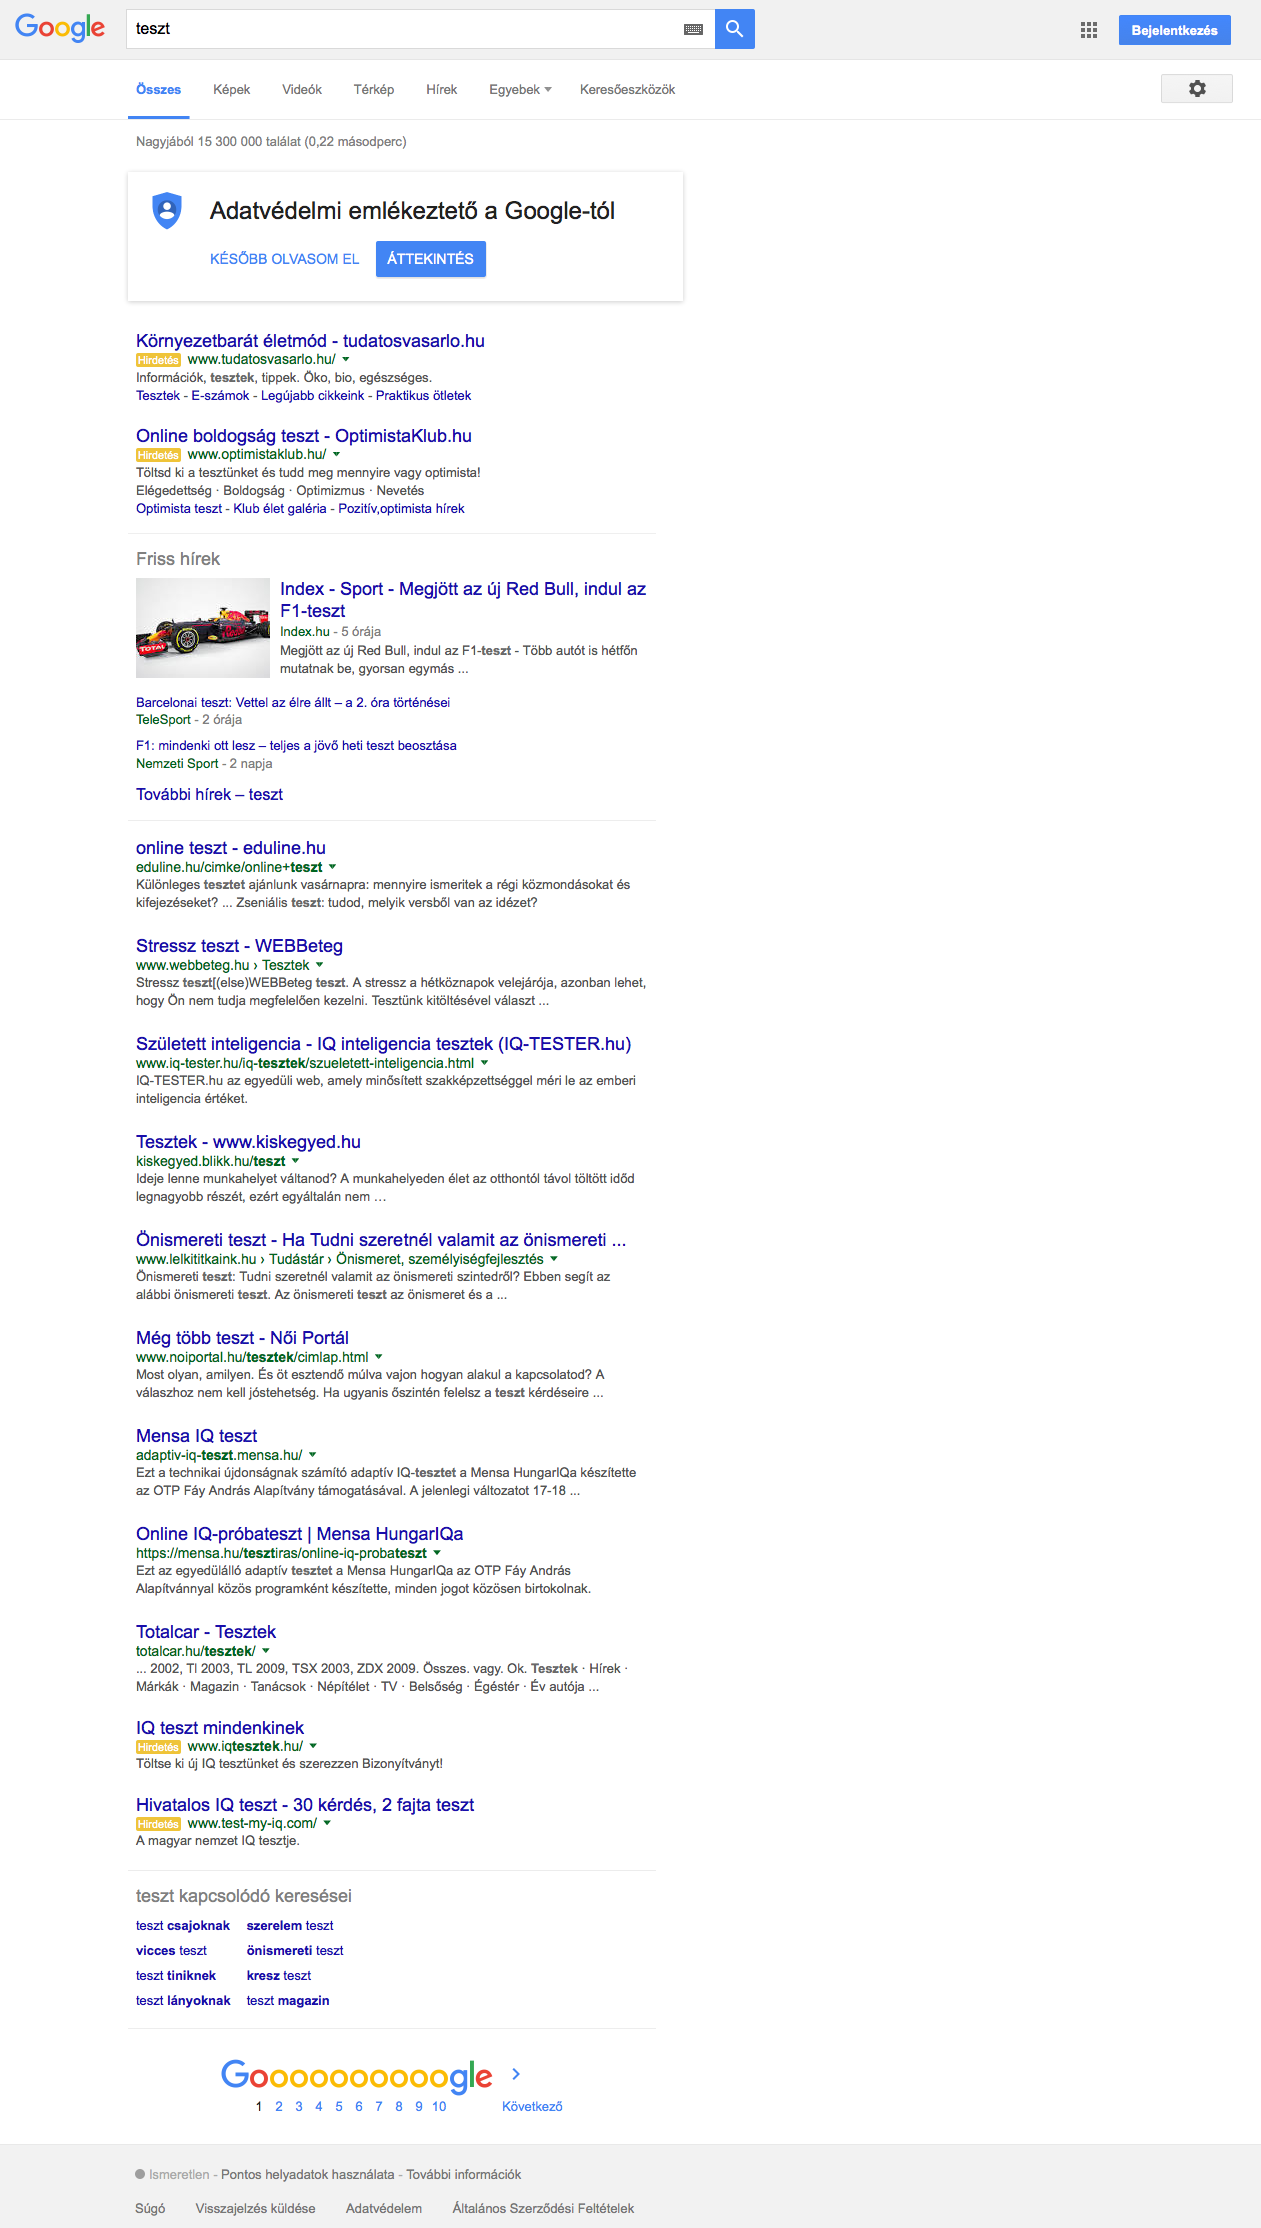 Google
teszt
Bejelentkezés
Összes Képek Videók Térkép Hírek Egyebek Keresőeszközök
Nagyjából 15 300 000 találat (0,22 másodperc)
Adatvédelmi emlékeztető a Google-tól
KÉSŐBB OLVASOM EL ÁTTEKINTÉS
Környezetbarát életmód - tudatosvasarlo.hu
Hirdetés www.tudatosvasarlo.hu/
Információk, tesztek, tippek. Öko, bio, egészséges.
Tesztek - E-számok - Legújabb cikkeink - Praktikus ötletek
Online boldogság teszt - OptimistaKlub.hu
Hirdetés www.optimistaklub.hu/
Töltsd ki a tesztünket és tudd meg mennyire vagy optimista!
Elégedettség · Boldogság · Optimizmus · Nevetés
Optimista teszt - Klub élet galéria - Pozitív,optimista hírek
Friss hírek
TOTAL
Index - Sport - Megjött az új Red Bull, indul az
F1-teszt
Index.hu - 5 órája
Megjött az új Red Bull, indul az F1-teszt - Több autót is hétfőn
mutatnak be, gyorsan egymás ...
Barcelonai teszt: Vettel az élre állt – a 2. óra történései
TeleSport - 2 órája
F1: mindenki ott lesz – teljes a jövő heti teszt beosztása
Nemzeti Sport - 2 napja
További hírek – teszt
online teszt - eduline.hu
eduline.hu/cimke/online+teszt
Különleges tesztet ajánlunk vasárnapra: mennyire ismeritek a régi közmondásokat és
kifejezéseket? ... Zseniális teszt: tudod, melyik versből van az idézet?
Stressz teszt - WEBBeteg
www.webbeteg.hu › Tesztek
Stressz teszt[(else)WEBBeteg teszt. A stressz a hétköznapok velejárója, azonban lehet,
hogy Ön nem tudja megfelelően kezelni. Tesztünk kitöltésével választ ...
Született inteligencia - IQ inteligencia tesztek (IQ-TESTER.hu)
www.iq-tester.hu/iq-tesztek/szueletett-inteligencia.html
IQ-TESTER.hu az egyedüli web, amely minősített szakképzettséggel méri le az emberi
inteligencia értéket.
Tesztek - www.kiskegyed.hu
kiskegyed.blikk.hu/teszt
Ideje lenne munkahelyet váltanod? A munkahelyeden élet az otthontól távol töltött időd
legnagyobb részét, ezért egyáltalán nem …
Önismereti teszt - Ha Tudni szeretnél valamit az önismereti ...
www.lelkititkaink.hu › Tudástár › Önismeret, személyiségfejlesztés
Önismereti teszt: Tudni szeretnél valamit az önismereti szintedről? Ebben segít az
alábbi önismereti teszt. Az önismereti teszt az önismeret és a ...
Még több teszt - Női Portál
www.noiportal.hu/tesztek/cimlap.html
Most olyan, amilyen. És öt esztendő múlva vajon hogyan alakul a kapcsolatod? A
válaszhoz nem kell jóstehetség. Ha ugyanis őszintén felelsz a teszt kérdéseire ...
Mensa IQ teszt
adaptiv-iq-teszt.mensa.hu/
Ezt a technikai újdonságnak számító adaptív IQ-tesztet a Mensa HungarIQa készítette
az OTP Fáy András Alapítvány támogatásával. A jelenlegi változatot 17-18 ...
Online IQ-próbateszt | Mensa HungarIQa
https://mensa.hu/tesztiras/online-iq-probateszt
Ezt az egyedülálló adaptív tesztet a Mensa HungarIQa az OTP Fáy András
Alapítvánnyal közös programként készítette, minden jogot közösen birtokolnak.
Totalcar - Tesztek
totalcar.hu/tesztek/
... 2002, Tl 2003, TL 2009, TSX 2003, ZDX 2009. Összes. vagy. Ok. Tesztek · Hírek ·
Márkák · Magazin · Tanácsok · Népítélet · TV · Belsőség · Égéstér · Év autója ...
IQ teszt mindenkinek
Hirdetés www.iqtesztek.hu/
Töltse ki új IQ tesztünket és szerezzen Bizonyítványt!
Hivatalos IQ teszt - 30 kérdés, 2 fajta teszt
Hirdetés www.test-my-iq.com/
A magyar nemzet IQ tesztje.
teszt kapcsolódó keresései
teszt csajoknak szerelem teszt
vicces teszt önismereti teszt
teszt tiniknek kresz teszt
teszt lányoknak teszt magazin
Goooooooooogle
1 2 3 4 5 6 7 8 9 10 Következő
Ismeretlen - Pontos helyadatok használata - További információk
Súgó Visszajelzés küldése Adatvédelem Általános Szerződési Feltételek